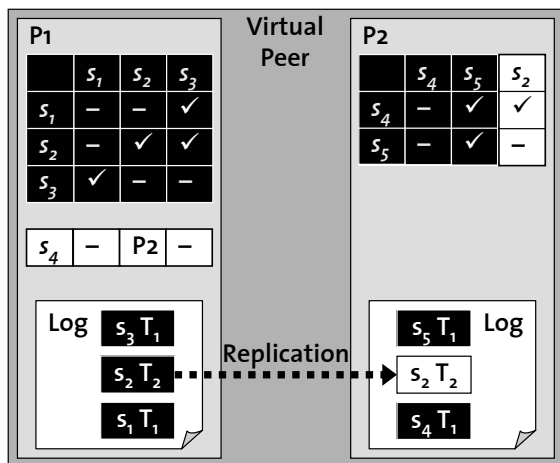 P1
s₁ s₂ s₃
s₁ – – ✓
s₂ – ✓ ✓
s₃ ✓ – –
s₄ – P2 –
Log
s₃ T₁
s₂ T₂
s₁ T₁
Virtual
Peer
Replication
P2
s₄ s₅ s₂
s₄ – ✓ ✓
s₅ – ✓ –
s₅ T₁
Log
s₂ T₂
s₄ T₁